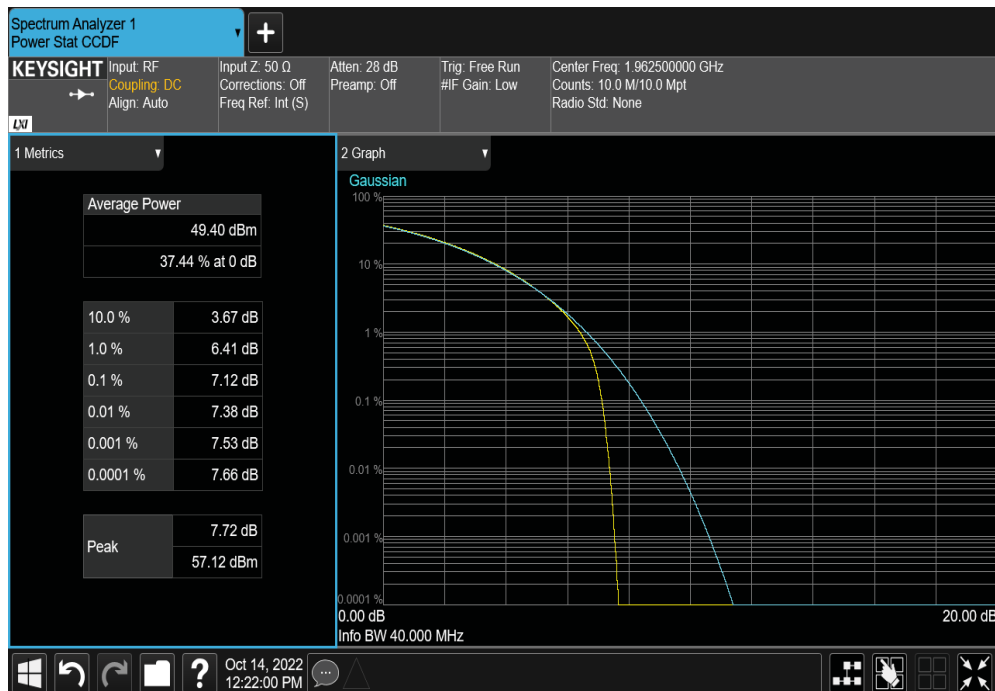 Spectrum Analyzer 1
Power Stat CCDF
KEYSIGHT
LXI
Input: RF
Coupling: DC
Align: Auto
Input Z: 50 Ω
Corrections: Off
Freq Ref: Int (S)
Atten: 28 dB
Preamp: Off
Trig: Free Run
#IF Gain: Low
Center Freq: 1.962500000 GHz
Counts: 10.0 M/10.0 Mpt
Radio Std: None
1 Metrics
Average Power
49.40 dBm
37.44 % at 0 dB
10.0 % 3.67 dB
1.0 % 6.41 dB
0.1 % 7.12 dB
0.01 % 7.38 dB
0.001 % 7.53 dB
0.0001 % 7.66 dB
Peak
7.72 dB
57.12 dBm
2 Graph
Gaussian
100 %
10 %
1 %
0.1 %
0.01 %
0.001 %
0.0001 %
0.00 dB 20.00 dB
Info BW 40.000 MHz
Oct 14, 2022
12:22:00 PM